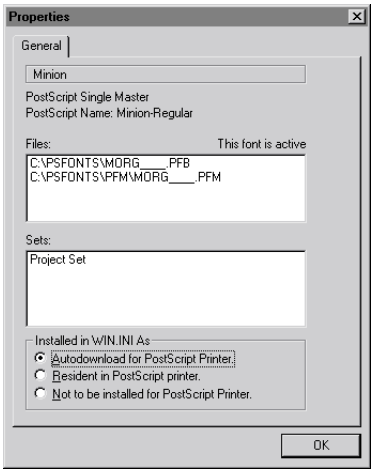 Properties
General
Minion
PostScript Single Master
PostScript Name: Minion-Regular
Files: This font is active
C:\PSFONTS\MORG____.PFB
C:\PSFONTS\PFM\MORG____.PFM
Sets:
Project Set
Installed in WIN.INI As
Autodownload for PostScript Printer.
Resident in PostScript printer.
Not to be installed for PostScript Printer.
OK